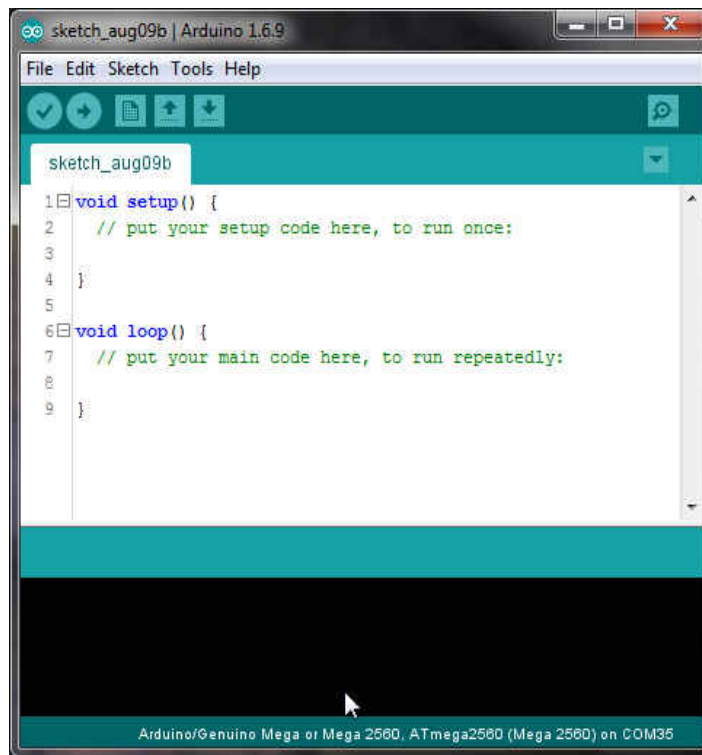 sketch_aug09b | Arduino 1.6.9
File Edit Sketch Tools Help
sketch_aug09b
1 void setup() {
2 // put your setup code here, to run once:
3
4 }
5
6 void loop() {
7 // put your main code here, to run repeatedly:
8
9 }
Arduino/Genuino Mega or Mega 2560, ATmega2560 (Mega 2560) on COM35